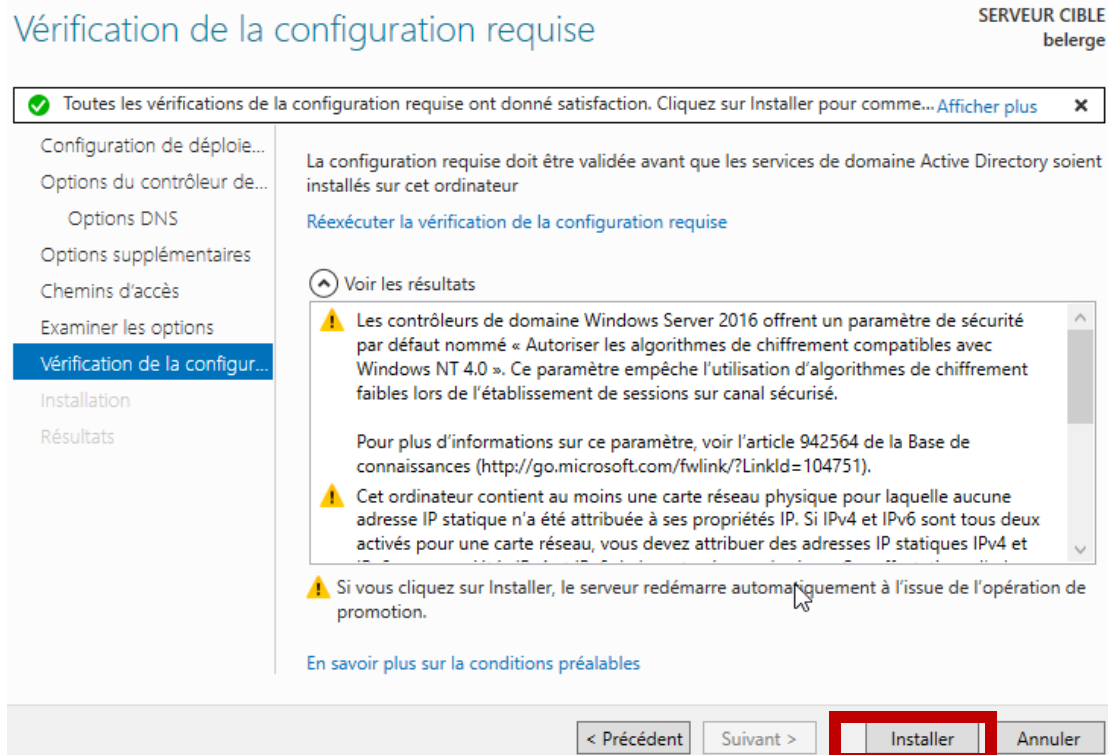 Vérification de la configuration requise
SERVEUR CIBLE
belerge
Toutes les vérifications de la configuration requise ont donné satisfaction. Cliquez sur Installer pour comme... Afficher plus
Configuration de déploie...
Options du contrôleur de...
Options DNS
Options supplémentaires
Chemins d'accès
Examiner les options
Vérification de la configur...
Installation
Résultats
La configuration requise doit être validée avant que les services de domaine Active Directory soient
installés sur cet ordinateur
Réexécuter la vérification de la configuration requise
Voir les résultats
Les contrôleurs de domaine Windows Server 2016 offrent un paramètre de sécurité
par défaut nommé « Autoriser les algorithmes de chiffrement compatibles avec
Windows NT 4.0 ». Ce paramètre empêche l'utilisation d'algorithmes de chiffrement
faibles lors de l'établissement de sessions sur canal sécurisé.
Pour plus d'informations sur ce paramètre, voir l'article 942564 de la Base de
connaissances (http://go.microsoft.com/fwlink/?LinkId=104751).
Cet ordinateur contient au moins une carte réseau physique pour laquelle aucune
adresse IP statique n'a été attribuée à ses propriétés IP. Si IPv4 et IPv6 sont tous deux
activés pour une carte réseau, vous devez attribuer des adresses IP statiques IPv4 et
Si vous cliquez sur Installer, le serveur redémarre automatiquement à l'issue de l'opération de
promotion.
En savoir plus sur la conditions préalables
< Précédent
Suivant >
Installer
Annuler